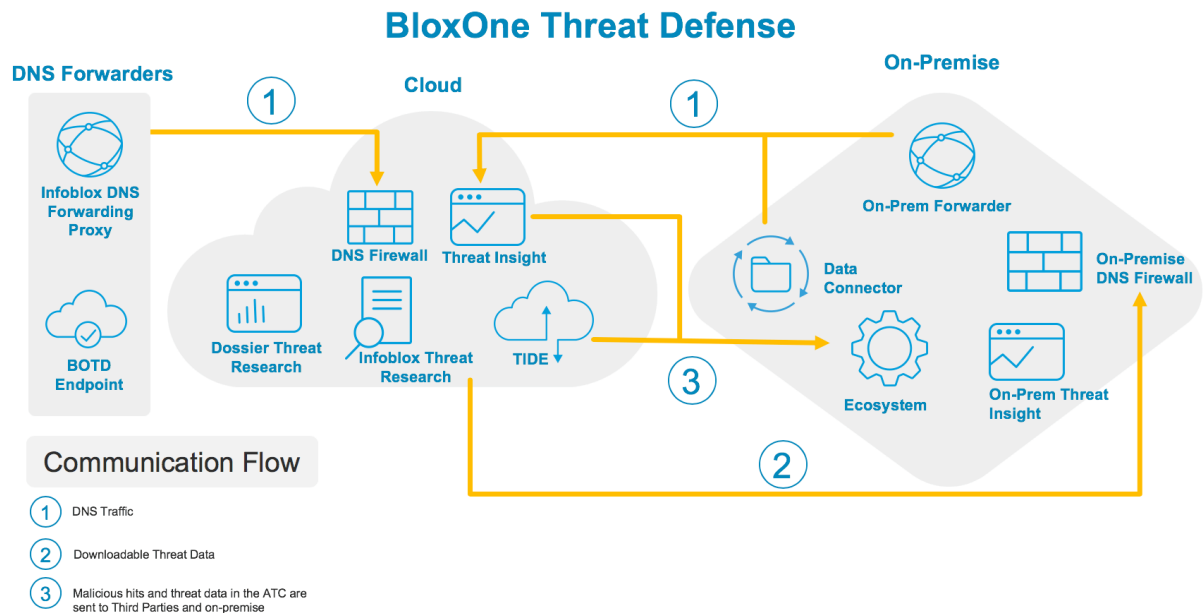 BloxOne Threat Defense
DNS Forwarders
Cloud
On-Premise
1
1
Infoblox DNS
Forwarding
Proxy
BOTD
Endpoint
DNS Firewall
Threat Insight
Dossier Threat
Research
Infoblox Threat
Research
TIDE
On-Prem Forwarder
Data
Connector
On-Premise
DNS Firewall
Ecosystem
On-Prem Threat
Insight
3
2
Communication Flow
1 DNS Traffic
2 Downloadable Threat Data
3 Malicious hits and threat data in the ATC are
sent to Third Parties and on-premise